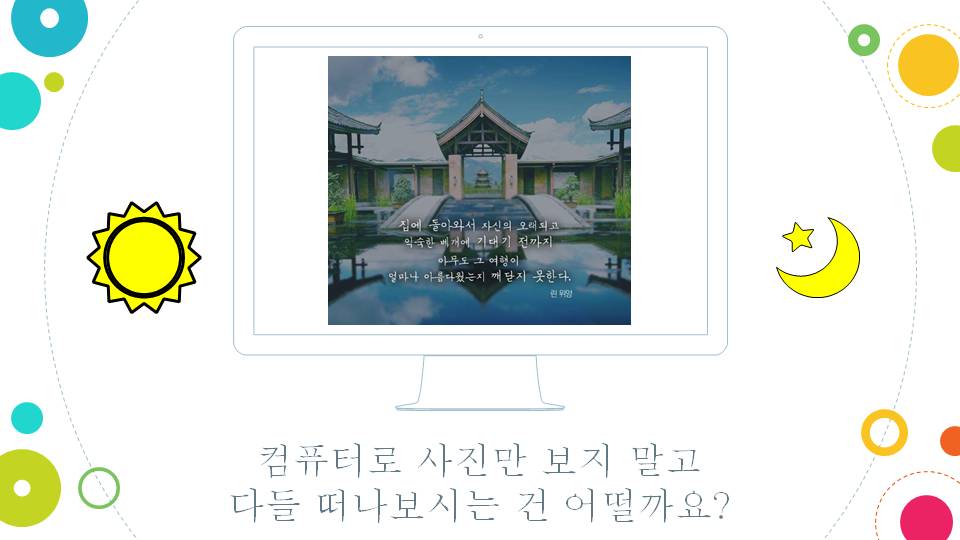 집에 돌아와서 자신의 오래되고
익숙한 베개에 기대기 전까지
아무도 그 여행이
얼마나 아름다웠는지 깨닫지 못한다.
린 위탕
컴퓨터로 사진만 보지 말고
다들 떠나보시는 건 어떨까요?